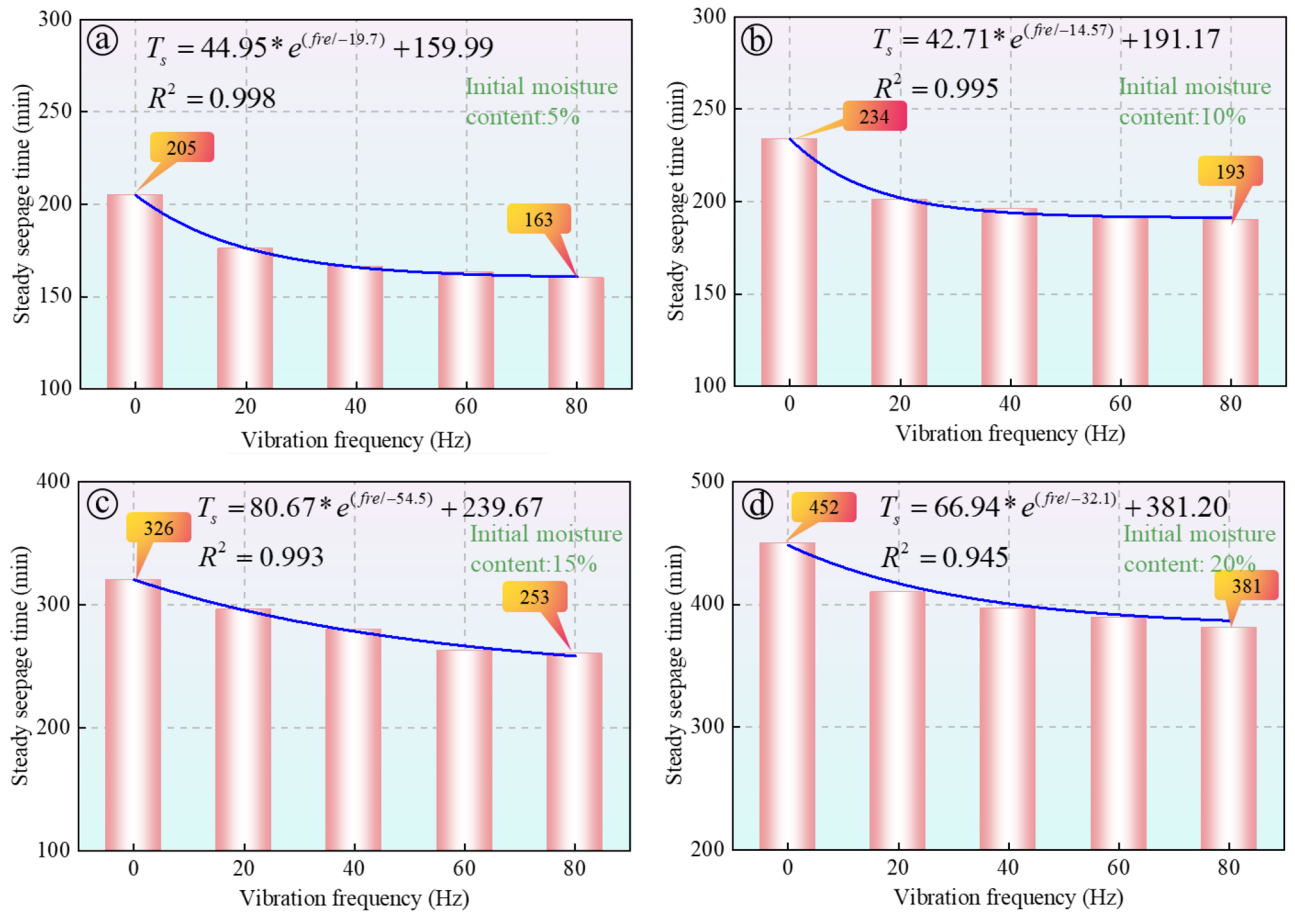 ⓐ
T_s = 44.95 * e^(fre/−19.7) + 159.99
R² = 0.998
Initial moisture
content:5%
205
163
Steady seepage time (min)
300
250
200
150
100
0 20 40 60 80
Vibration frequency (Hz)
ⓑ
T_s = 42.71 * e^(fre/−14.57) + 191.17
R² = 0.995
Initial moisture
content:10%
234
193
Steady seepage time (min)
300
250
200
150
100
0 20 40 60 80
Vibration frequency (Hz)
ⓒ
T_s = 80.67 * e^(fre/−54.5) + 239.67
R² = 0.993
Initial moisture
content:15%
326
253
Steady seepage time (min)
400
300
200
100
0 20 40 60 80
Vibration frequency (Hz)
ⓓ
T_s = 66.94 * e^(fre/−32.1) + 381.20
R² = 0.945
Initial moisture
content: 20%
452
381
Steady seepage time (min)
500
400
300
200
0 20 40 60 80
Vibration frequency (Hz)